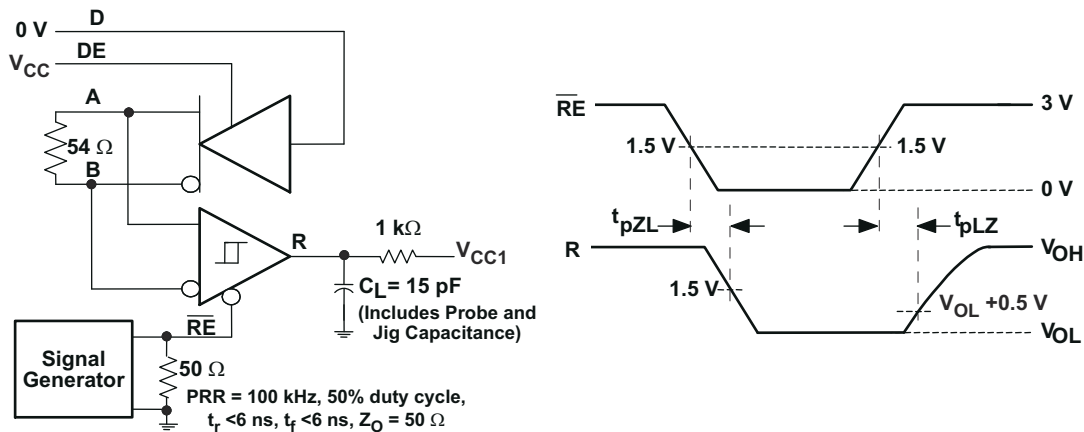 0 V
D
DE
VCC
A
54 Ω
B
R
1 kΩ
VCC1
CL = 15 pF
(Includes Probe and
Jig Capacitance)
RE
Signal
Generator
50 Ω
PRR = 100 kHz, 50% duty cycle,
tr <6 ns, tf <6 ns, ZO = 50 Ω
RE
3 V
1.5 V
1.5 V
0 V
tpZL
tpLZ
R
VOH
1.5 V
VOL +0.5 V
VOL